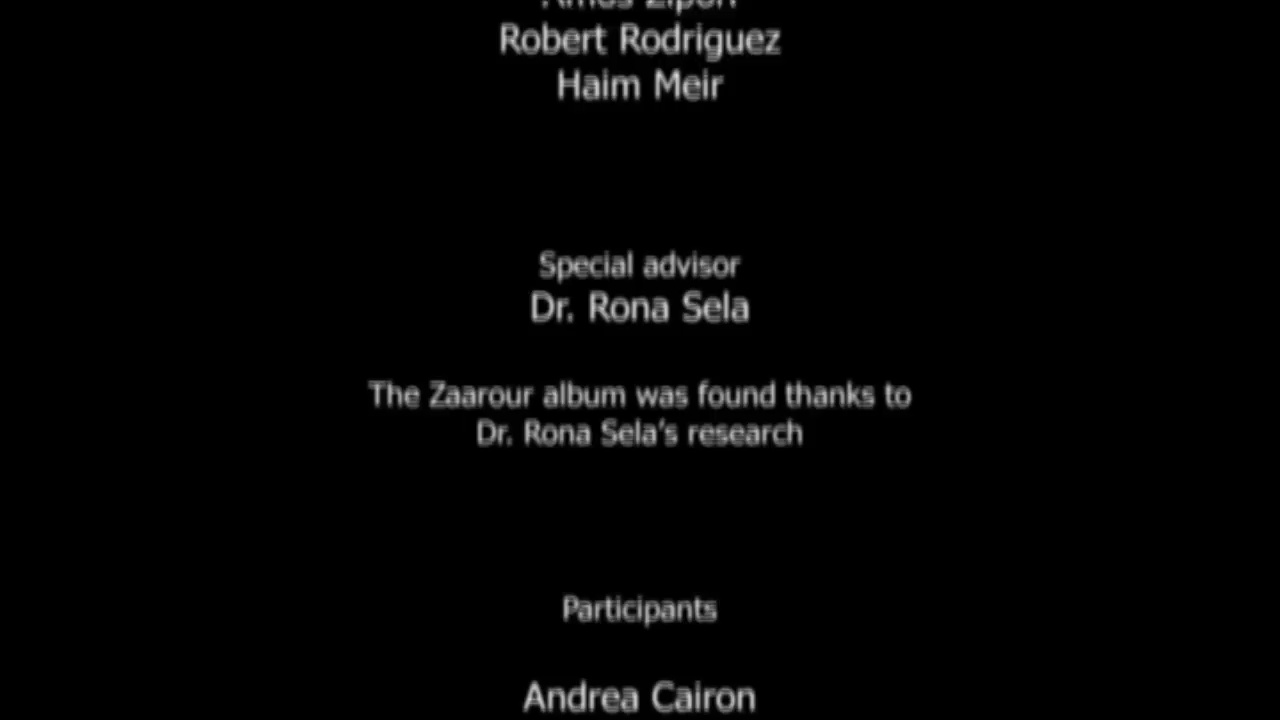 Robert Rodriguez
Haim Meir
Special advisor
Dr. Rona Sela
The Zaarour album was found thanks to
Dr. Rona Sela's research
Participants
Andrea Cairon